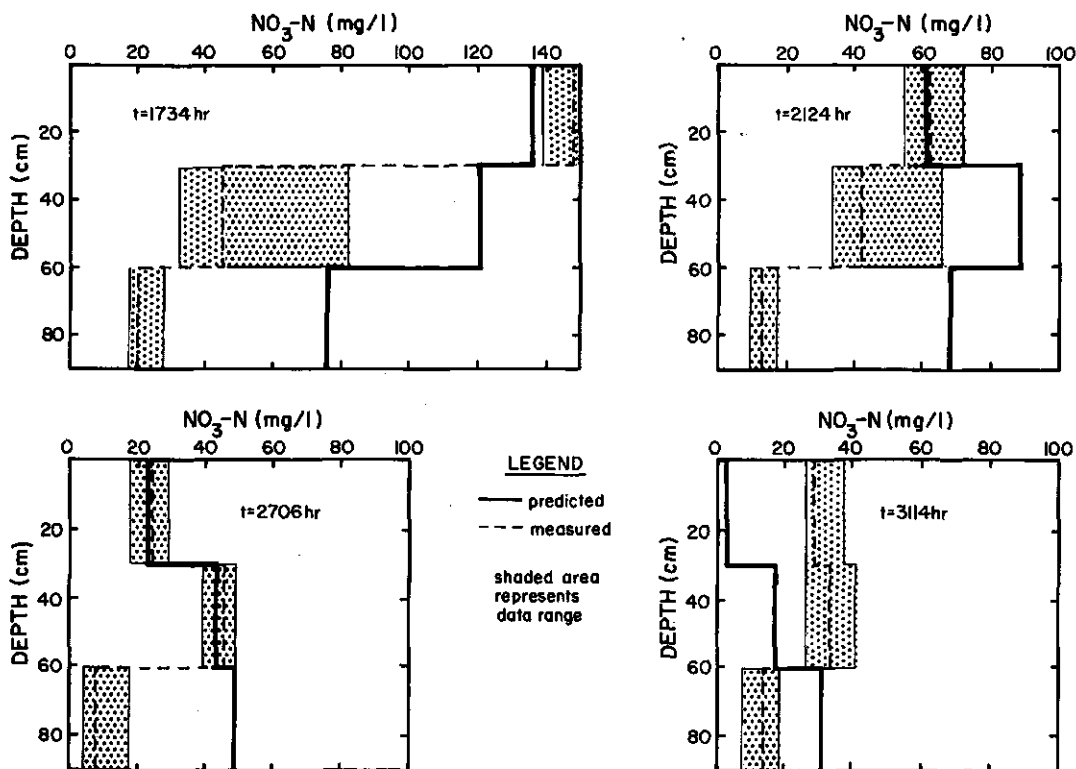 NO₃-N (mg/l)
0 20 40 60 80 100 120 140
t=1734 hr
DEPTH (cm)
20
40
60
80
NO₃-N (mg/l)
0 20 40 60 80 100
t=2124 hr
DEPTH (cm)
20
40
60
80
NO₃-N (mg/l)
0 20 40 60 80 100
t=2706 hr
DEPTH (cm)
20
40
60
80
LEGEND
predicted
measured
shaded area
represents
data range
NO₃-N (mg/l)
0 20 40 60 80 100
t=3114 hr
DEPTH (cm)
20
40
60
80